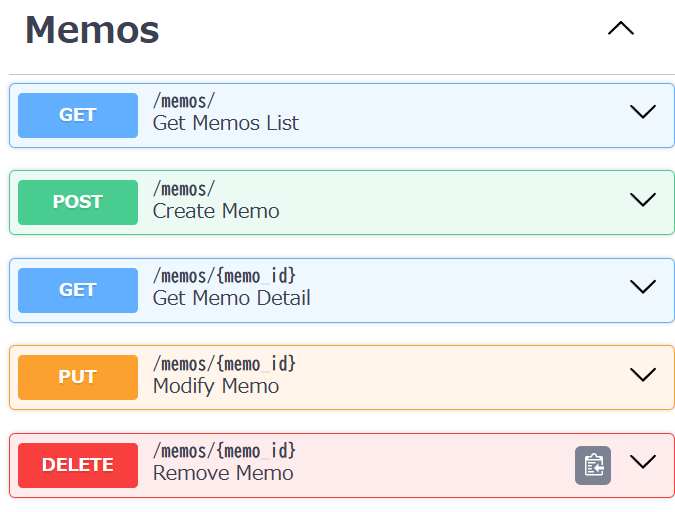 Memos
GET
/memos/
Get Memos List
POST
/memos/
Create Memo
GET
/memos/{memo_id}
Get Memo Detail
PUT
/memos/{memo_id}
Modify Memo
DELETE
/memos/{memo_id}
Remove Memo